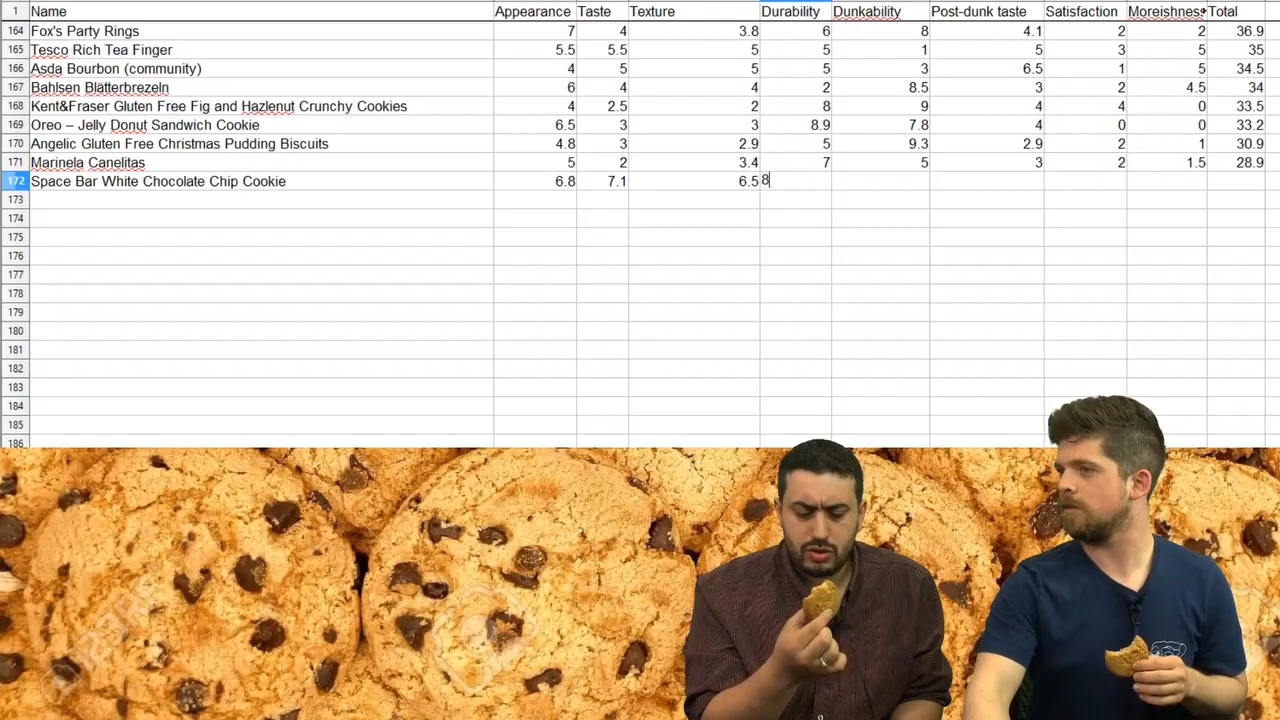 1 Name Appearance Taste Texture Durability Dunkability Post-dunk taste Satisfaction Moreishness Total
164 Fox's Party Rings 7 4 3.8 6 8 4.1 2 2 36.9
165 Tesco Rich Tea Finger 5.5 5.5 5 5 1 5 3 5 35
166 Asda Bourbon (community) 4 5 5 5 3 6.5 1 5 34.5
167 Bahlsen Blätterbrezeln 6 4 4 2 8.5 3 2 4.5 34
168 Kent&Fraser Gluten Free Fig and Hazlenut Crunchy Cookies 4 2.5 2 8 9 4 4 0 33.5
169 Oreo – Jelly Donut Sandwich Cookie 6.5 3 3 8.9 7.8 4 0 0 33.2
170 Angelic Gluten Free Christmas Pudding Biscuits 4.8 3 2.9 5 9.3 2.9 2 1 30.9
171 Marinela Canelitas 5 2 3.4 7 5 3 2 1.5 28.9
172 Space Bar White Chocolate Chip Cookie 6.8 7.1 6.5 8
173
174
175
176
177
178
179
180
181
182
183
184
185
186
123RF